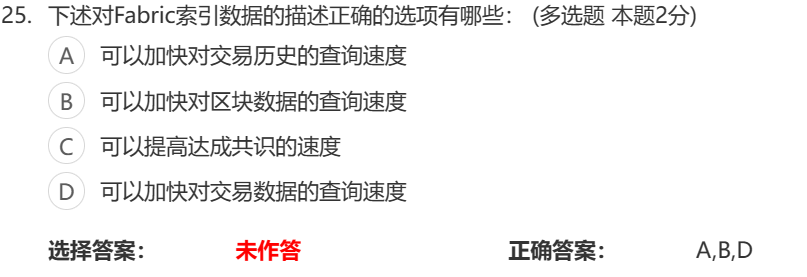 25. 下述对Fabric索引数据的描述正确的选项有哪些： (多选题 本题2分)
A 可以加快对交易历史的查询速度
B 可以加快对区块数据的查询速度
C 可以提高达成共识的速度
D 可以加快对交易数据的查询速度
选择答案： 未作答 正确答案： A,B,D